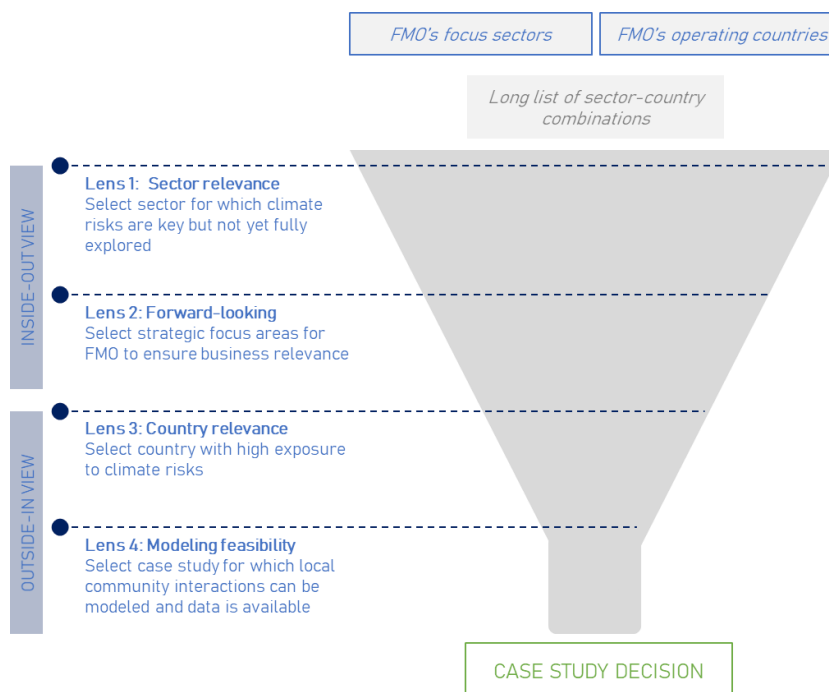 FMO's focus sectors
FMO's operating countries
Long list of sector-country
combinations
INSIDE-OUT VIEW
Lens 1: Sector relevance
Select sector for which climate
risks are key but not yet fully
explored
Lens 2: Forward-looking
Select strategic focus areas for
FMO to ensure business relevance
OUTSIDE-IN VIEW
Lens 3: Country relevance
Select country with high exposure
to climate risks
Lens 4: Modeling feasibility
Select case study for which local
community interactions can be
modeled and data is available
CASE STUDY DECISION